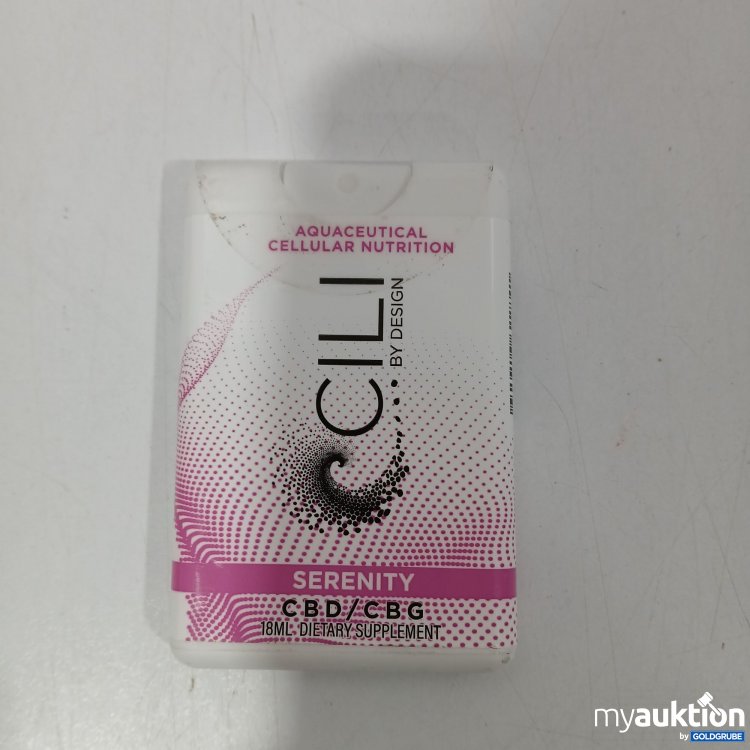 AQUACEUTICAL
CELLULAR NUTRITION
CILI
BY DESIGN
SERENITY
CBD/CBG
18ML. DIETARY SUPPLEMENT
myauktion
by GOLDGRUBE